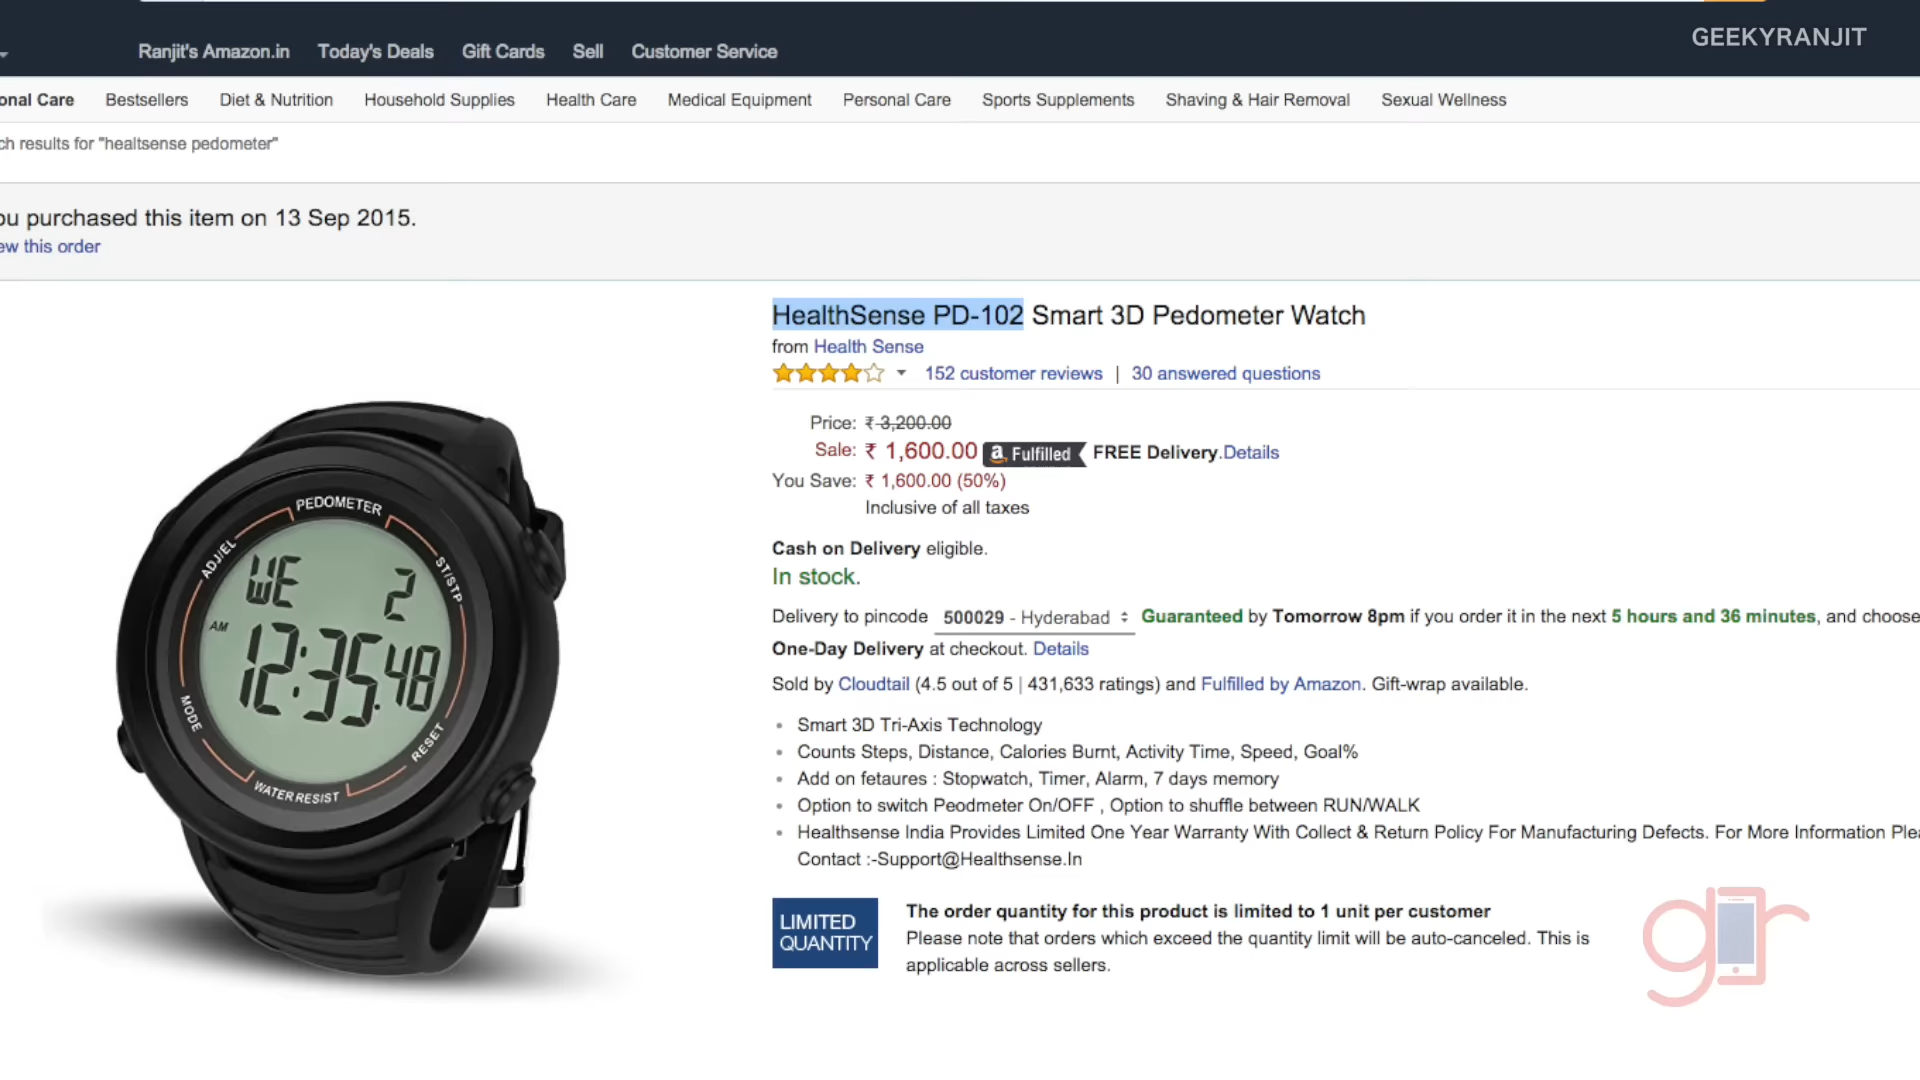 GEEKYRANJIT
Ranjit's Amazon.in Today's Deals Gift Cards Sell Customer Service
onal Care Bestsellers Diet & Nutrition Household Supplies Health Care Medical Equipment Personal Care Sports Supplements Shaving & Hair Removal Sexual Wellness
ch results for "healtsense pedometer"
ou purchased this item on 13 Sep 2015.
ew this order
HealthSense PD-102 Smart 3D Pedometer Watch
from Health Sense
152 customer reviews | 30 answered questions
Price: ₹ 3,200.00
Sale: ₹ 1,600.00 a Fulfilled FREE Delivery.Details
You Save: ₹ 1,600.00 (50%)
Inclusive of all taxes
Cash on Delivery eligible.
In stock.
Delivery to pincode 500029 - Hyderabad Guaranteed by Tomorrow 8pm if you order it in the next 5 hours and 36 minutes, and choose
One-Day Delivery at checkout. Details
Sold by Cloudtail (4.5 out of 5 | 431,633 ratings) and Fulfilled by Amazon. Gift-wrap available.
• Smart 3D Tri-Axis Technology
• Counts Steps, Distance, Calories Burnt, Activity Time, Speed, Goal%
• Add on fetaures : Stopwatch, Timer, Alarm, 7 days memory
• Option to switch Peodmeter On/OFF , Option to shuffle between RUN/WALK
• Healthsense India Provides Limited One Year Warranty With Collect & Return Policy For Manufacturing Defects. For More Information Plea
Contact :-Support@Healthsense.In
LIMITED
QUANTITY
The order quantity for this product is limited to 1 unit per customer
Please note that orders which exceed the quantity limit will be auto-canceled. This is
applicable across sellers.
PEDOMETER
ADJ/EL
ST/STP
WE 2
AM
12:35.48
MODE
RESET
WATER RESIST
gr